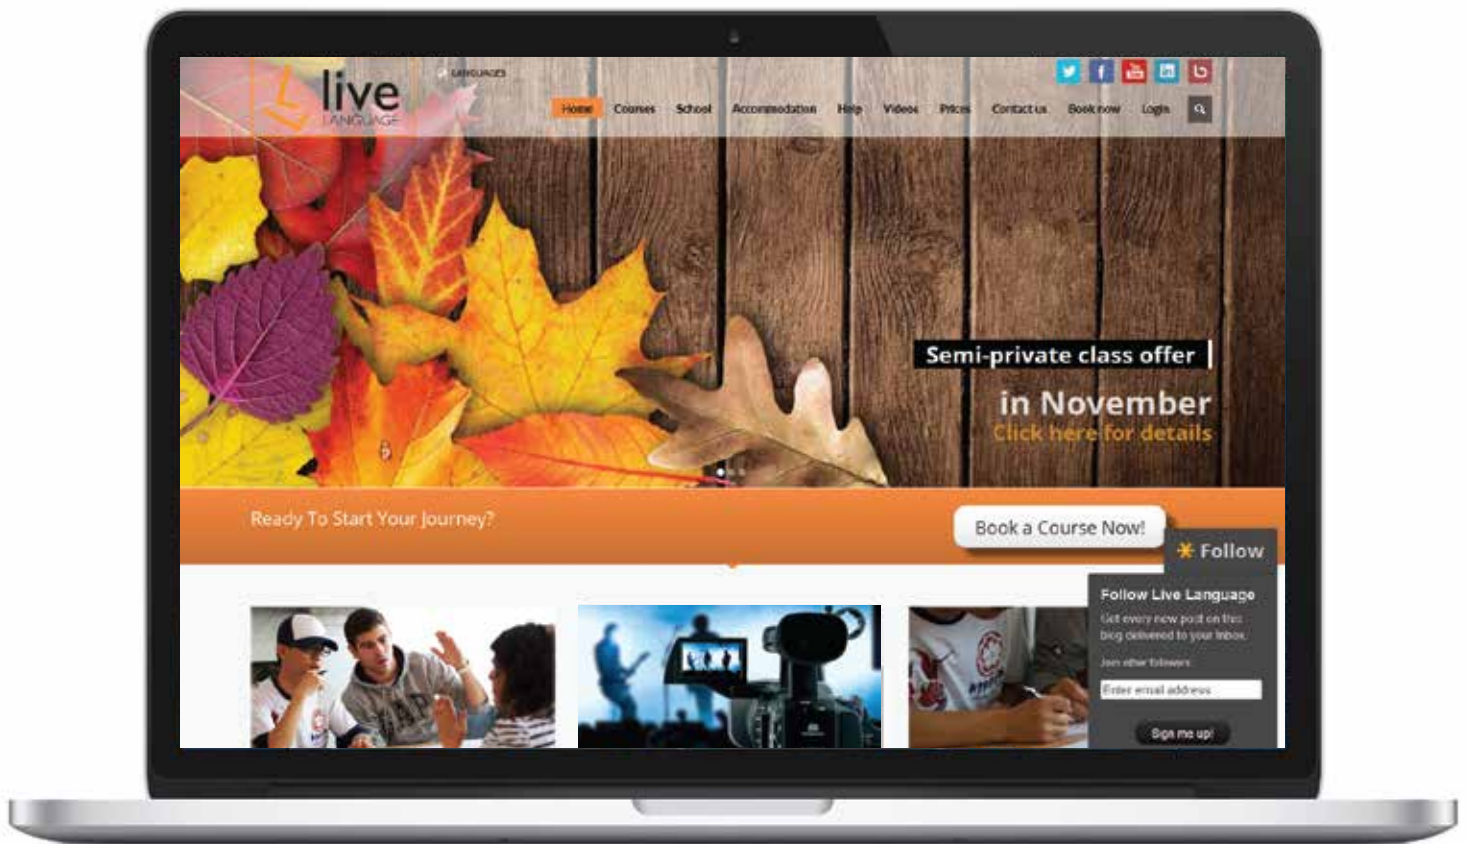 live
LANGUAGE
LANGUAGES
Home Courses School Accommodation Help Videos Prices Contact us Book now Login
Semi-private class offer
in November
Click here for details
Ready To Start Your Journey?
Book a Course Now!
Follow
Follow Live Language
Get every new post on this
blog delivered to your Inbox.
Join other followers:
Enter email address
Sign me up!